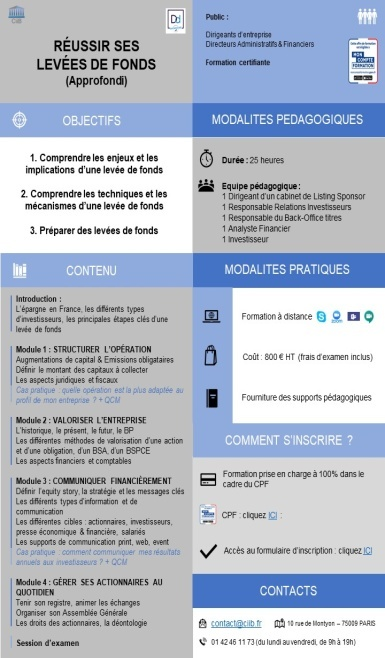 Ciib
RÉUSSIR SES
LEVÉES DE FONDS
(Approfondi)
Public :
Dirigeants d'entreprise
Directeurs Administratifs & Financiers
Formation certifiante
MON
COMPTE
FORMATION
OBJECTIFS
1. Comprendre les enjeux et les
implications d'une levée de fonds
2. Comprendre les techniques et les
mécanismes d'une levée de fonds
3. Préparer des levées de fonds
MODALITES PEDAGOGIQUES
Durée : 25 heures
Equipe pédagogique :
1 Dirigeant d'un cabinet de Listing Sponsor
1 Responsable Relations Investisseurs
1 Responsable du Back-Office titres
1 Analyste Financier
1 Investisseur
CONTENU
Introduction :
L'épargne en France, les différents types
d'investisseurs, les principales étapes clés d'une
levée de fonds
Module 1 : STRUCTURER L'OPÉRATION
Augmentations de capital & Emissions obligataires
Définir le montant des capitaux à collecter
Les aspects juridiques et fiscaux
Cas pratique : quelle opération est la plus adaptée au
profil de mon entreprise ? + QCM
Module 2 : VALORISER L'ENTREPRISE
L'historique, le présent, le futur, le BP
Les différentes méthodes de valorisation d'une action
et d'une obligation, d'un BSA, d'un BSPCE
Les aspects financiers et comptables
Module 3 : COMMUNIQUER FINANCIÈREMENT
Définir l'equity story, la stratégie et les messages clés
Les différents types d'information et de
communication
Les différentes cibles : actionnaires, investisseurs,
presse économique & financière, salariés
Les supports de communication print, web, event
Cas pratique : comment communiquer mes résultats
annuels aux investisseurs ? + QCM
Module 4 : GÉRER SES ACTIONNAIRES AU
QUOTIDIEN
Tenir son registre, animer les échanges
Organiser son Assemblée Générale
Les droits des actionnaires, la déontologie
Session d'examen
MODALITES PRATIQUES
Formation à distance
Coût : 800 € HT (frais d'examen inclus)
Fourniture des supports pédagogiques
COMMENT S'INSCRIRE ?
Formation prise en charge à 100% dans le
cadre du CPF
CPF : cliquez ICI :
Accès au formulaire d'inscription : cliquez ICI
CONTACTS
contact@ciib.fr
10 rue de Montyon – 75009 PARIS
01 42 46 11 73 (du lundi au vendredi, de 9h à 19h)